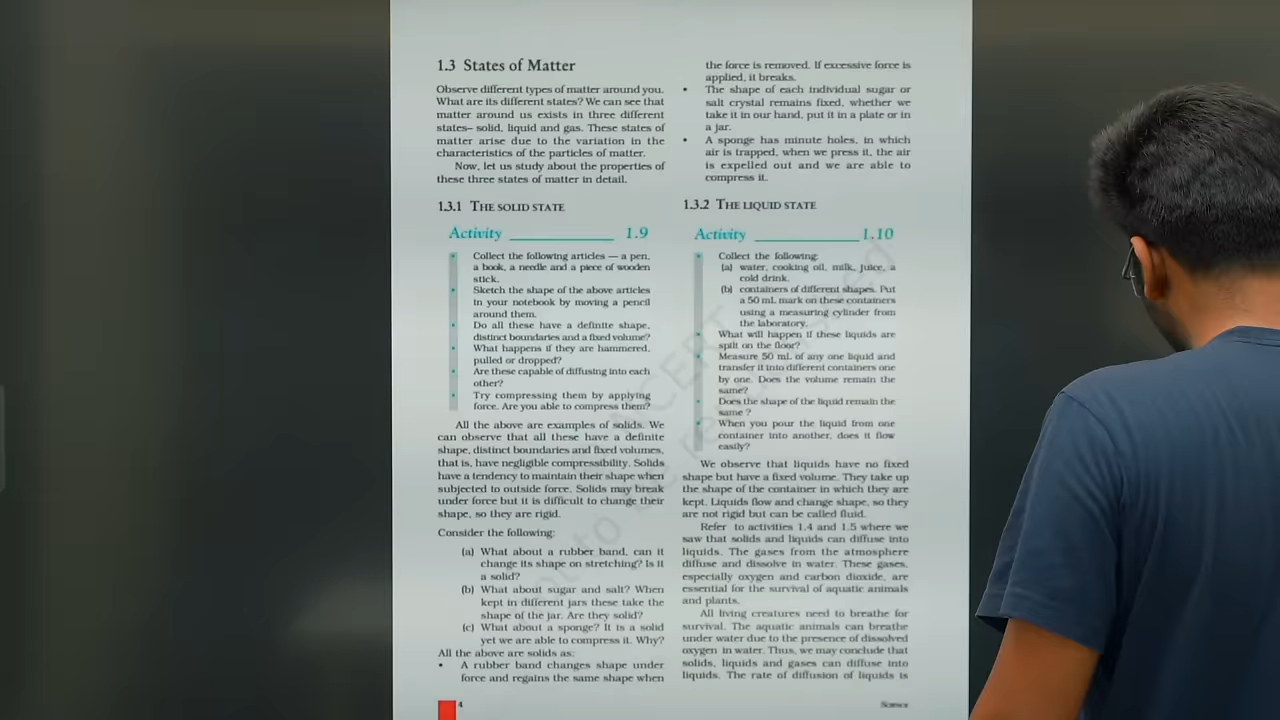 1.3 States of Matter
Observe different types of matter around you.
What are its different states? We can see that
matter around us exists in three different
states– solid, liquid and gas. These states of
matter arise due to the variation in the
characteristics of the particles of matter.
Now, let us study about the properties of
these three states of matter in detail.
1.3.1 THE SOLID STATE
Activity ______________ 1.9
• Collect the following articles — a pen,
a book, a needle and a piece of wooden
stick.
• Sketch the shape of the above articles
in your notebook by moving a pencil
around them.
• Do all these have a definite shape,
distinct boundaries and a fixed volume?
• What happens if they are hammered,
pulled or dropped?
• Are these capable of diffusing into each
other?
• Try compressing them by applying
force. Are you able to compress them?
All the above are examples of solids. We
can observe that all these have a definite
shape, distinct boundaries and fixed volumes,
that is, have negligible compressibility. Solids
have a tendency to maintain their shape when
subjected to outside force. Solids may break
under force but it is difficult to change their
shape, so they are rigid.
Consider the following:
(a) What about a rubber band, can it
change its shape on stretching? Is it
a solid?
(b) What about sugar and salt? When
kept in different jars these take the
shape of the jar. Are they solid?
(c) What about a sponge? It is a solid
yet we are able to compress it. Why?
All the above are solids as:
• A rubber band changes shape under
force and regains the same shape when
the force is removed. If excessive force is
applied, it breaks.
• The shape of each individual sugar or
salt crystal remains fixed, whether we
take it in our hand, put it in a plate or in
a jar.
• A sponge has minute holes, in which
air is trapped, when we press it, the air
is expelled out and we are able to
compress it.
1.3.2 THE LIQUID STATE
Activity ______________ 1.10
• Collect the following:
(a) water, cooking oil, milk, juice, a
cold drink.
(b) containers of different shapes. Put
a 50 mL mark on these containers
using a measuring cylinder from
the laboratory.
• What will happen if these liquids are
spilt on the floor?
• Measure 50 mL of any one liquid and
transfer it into different containers one
by one. Does the volume remain the
same?
• Does the shape of the liquid remain the
same ?
• When you pour the liquid from one
container into another, does it flow
easily?
We observe that liquids have no fixed
shape but have a fixed volume. They take up
the shape of the container in which they are
kept. Liquids flow and change shape, so they
are not rigid but can be called fluid.
Refer to activities 1.4 and 1.5 where we
saw that solids and liquids can diffuse into
liquids. The gases from the atmosphere
diffuse and dissolve in water. These gases,
especially oxygen and carbon dioxide, are
essential for the survival of aquatic animals
and plants.
All living creatures need to breathe for
survival. The aquatic animals can breathe
under water due to the presence of dissolved
oxygen in water. Thus, we may conclude that
solids, liquids and gases can diffuse into
liquids. The rate of diffusion of liquids is
4
SCIENCE